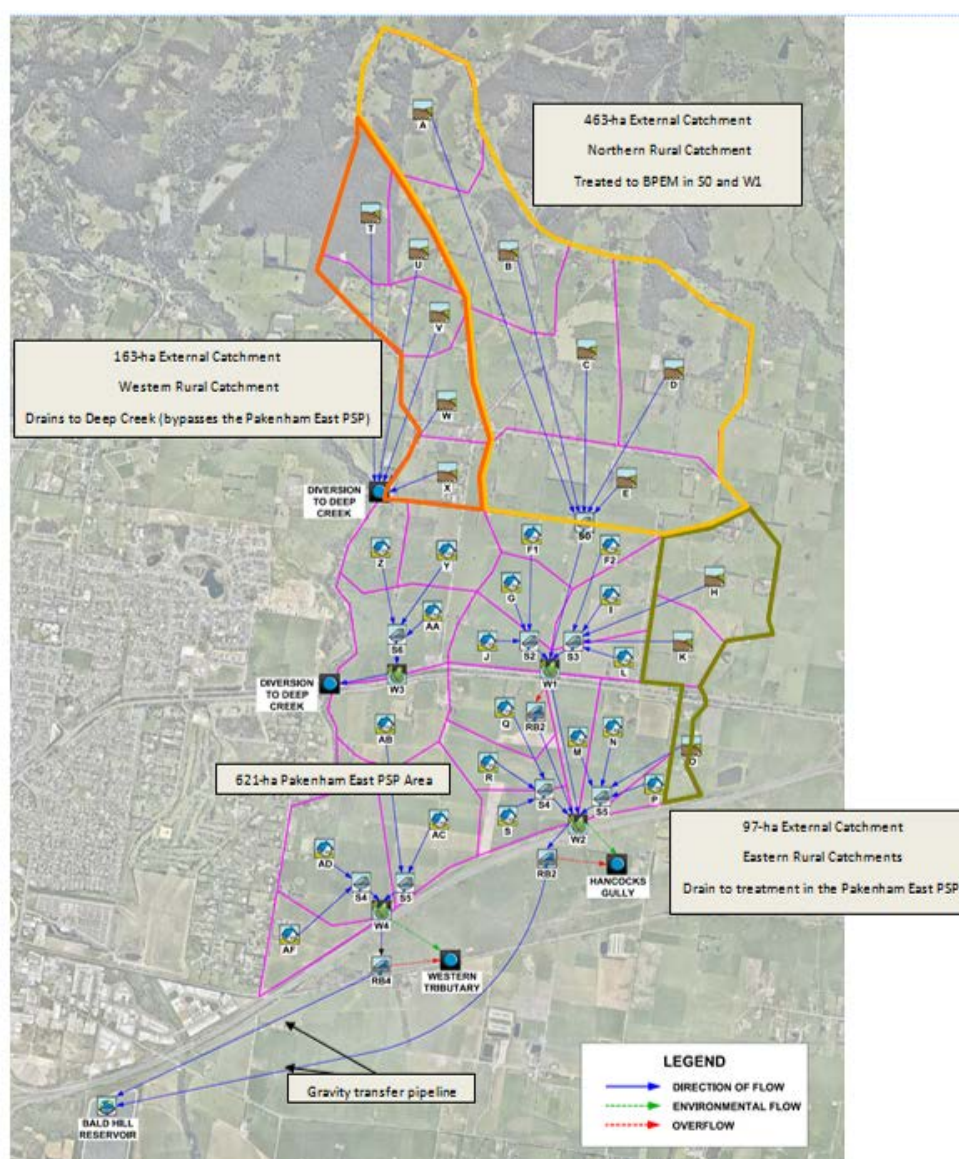 A
463-ha External Catchment
Northern Rural Catchment
Treated to BPEM in S0 and W1
T
U
B
V
163-ha External Catchment
Western Rural Catchment
Drains to Deep Creek (bypasses the Pakenham East PSP)
C
D
W
X
E
DIVERSION
TO DEEP
CREEK
S0
Z
Y
F1
F2
G
H
I
AA
J
S6
S2
S3
K
L
W3
W1
DIVERSION
TO DEEP
CREEK
AB
Q
RB2
M
N
O
621-ha Pakenham East PSP Area
R
S4
S5
P
S
W2
AC
97-ha External Catchment
Eastern Rural Catchments
Drain to treatment in the Pakenham East PSP
AD
RB2
HANCOCKS
GULLY
S4
S5
W4
AF
RB4
WESTERN
TRIBUTARY
Gravity transfer pipeline
BALD HILL
RESERVOIR
LEGEND
DIRECTION OF FLOW
ENVIRONMENTAL FLOW
OVERFLOW